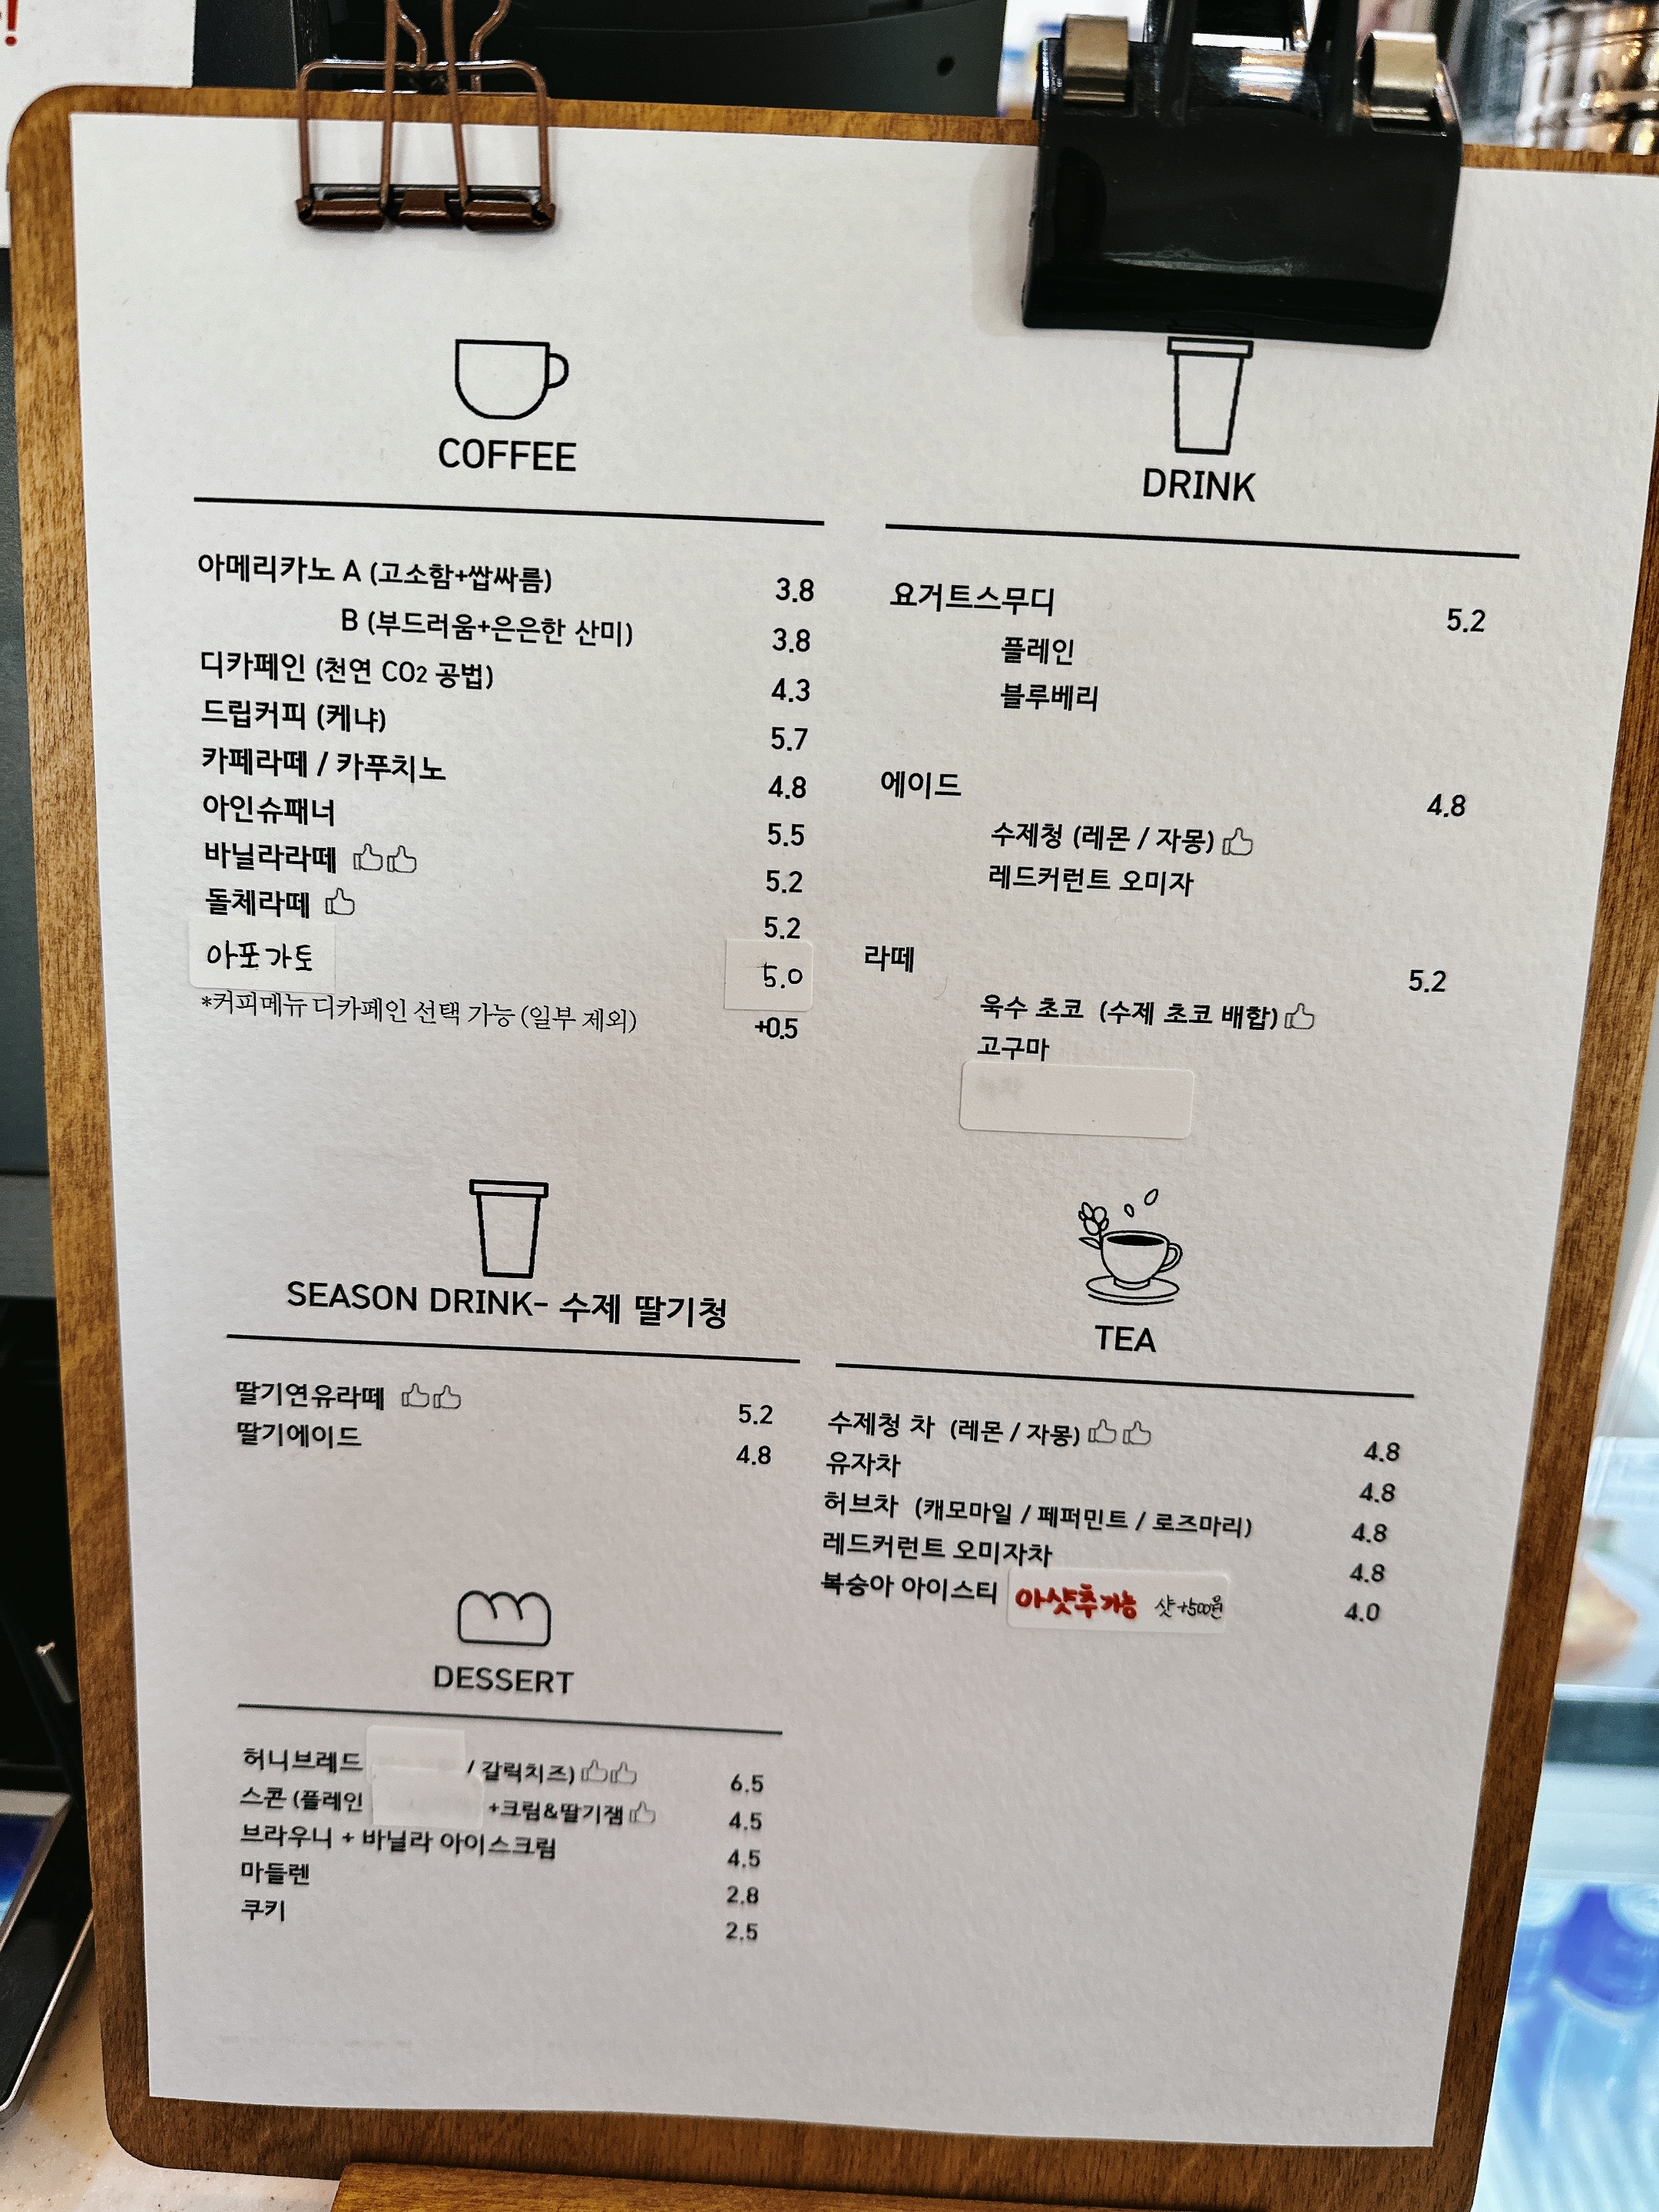 !
COFFEE
아메리카노 A (고소함+쌉싸름) 3.8
B (부드러움+은은한 산미) 3.8
디카페인 (천연 CO2 공법) 4.3
드립커피 (케냐) 5.7
카페라떼 / 카푸치노 4.8
아인슈패너 5.5
바닐라라떼 5.2
돌체라떼 5.2
아포가토 5.0
*커피메뉴 디카페인 선택 가능 (일부 제외) +0.5
DRINK
요거트스무디 5.2
플레인
블루베리
에이드 4.8
수제청 (레몬 / 자몽)
레드커런트 오미자
라떼 5.2
옥수 초코 (수제 초코 배합)
고구마
SEASON DRINK- 수제 딸기청
딸기연유라떼 5.2
딸기에이드 4.8
TEA
수제청 차 (레몬 / 자몽) 4.8
유자차 4.8
허브차 (캐모마일 / 페퍼민트 / 로즈마리) 4.8
레드커런트 오미자차 4.8
복숭아 아이스티 아샷추가능 샷+500원 4.0
DESSERT
허니브레드 / 갈릭치즈) 6.5
스콘 (플레인 +크림&딸기잼 4.5
브라우니 + 바닐라 아이스크림 4.5
마들렌 2.8
쿠키 2.5